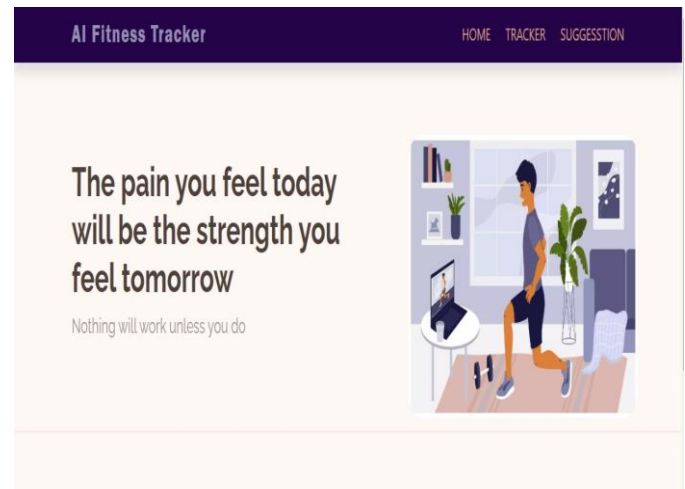 AI Fitness Tracker
HOME TRACKER SUGGESSTION
The pain you feel today
will be the strength you
feel tomorrow
Nothing will work unless you do